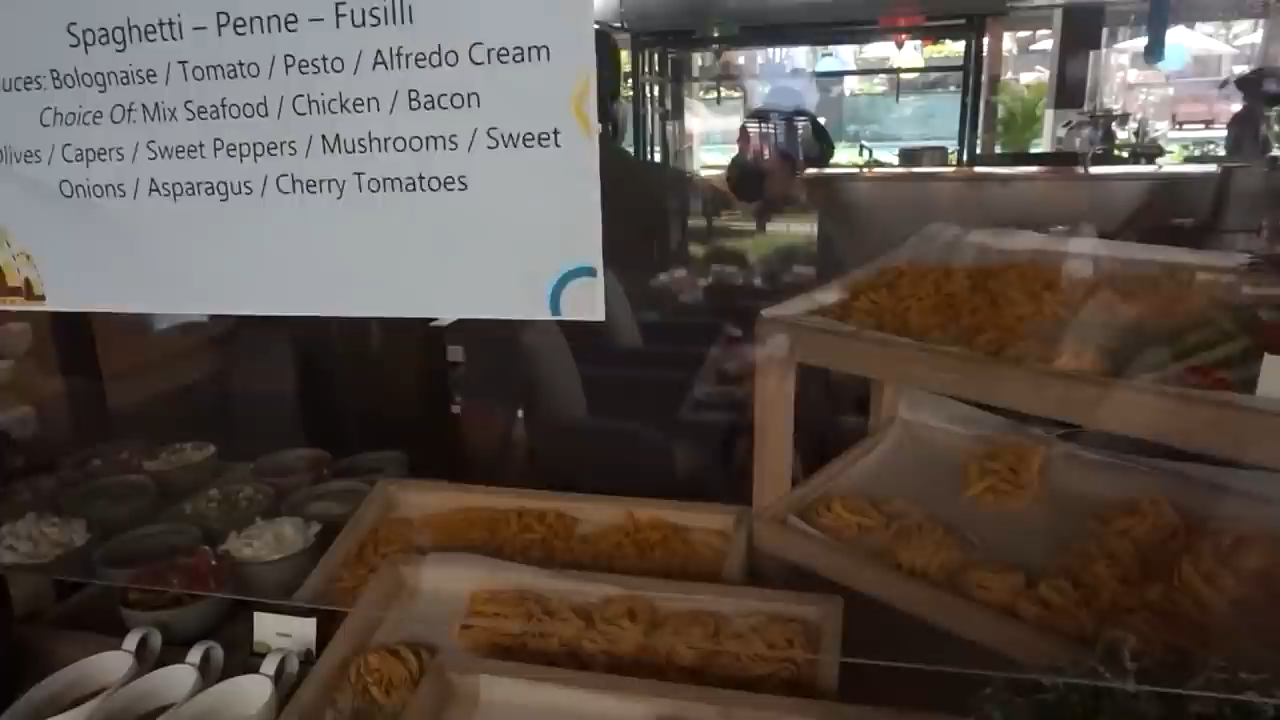 Spaghetti – Penne – Fusilli
uces: Bolognaise / Tomato / Pesto / Alfredo Cream
Choice Of: Mix Seafood / Chicken / Bacon
lives / Capers / Sweet Peppers / Mushrooms / Sweet
Onions / Asparagus / Cherry Tomatoes